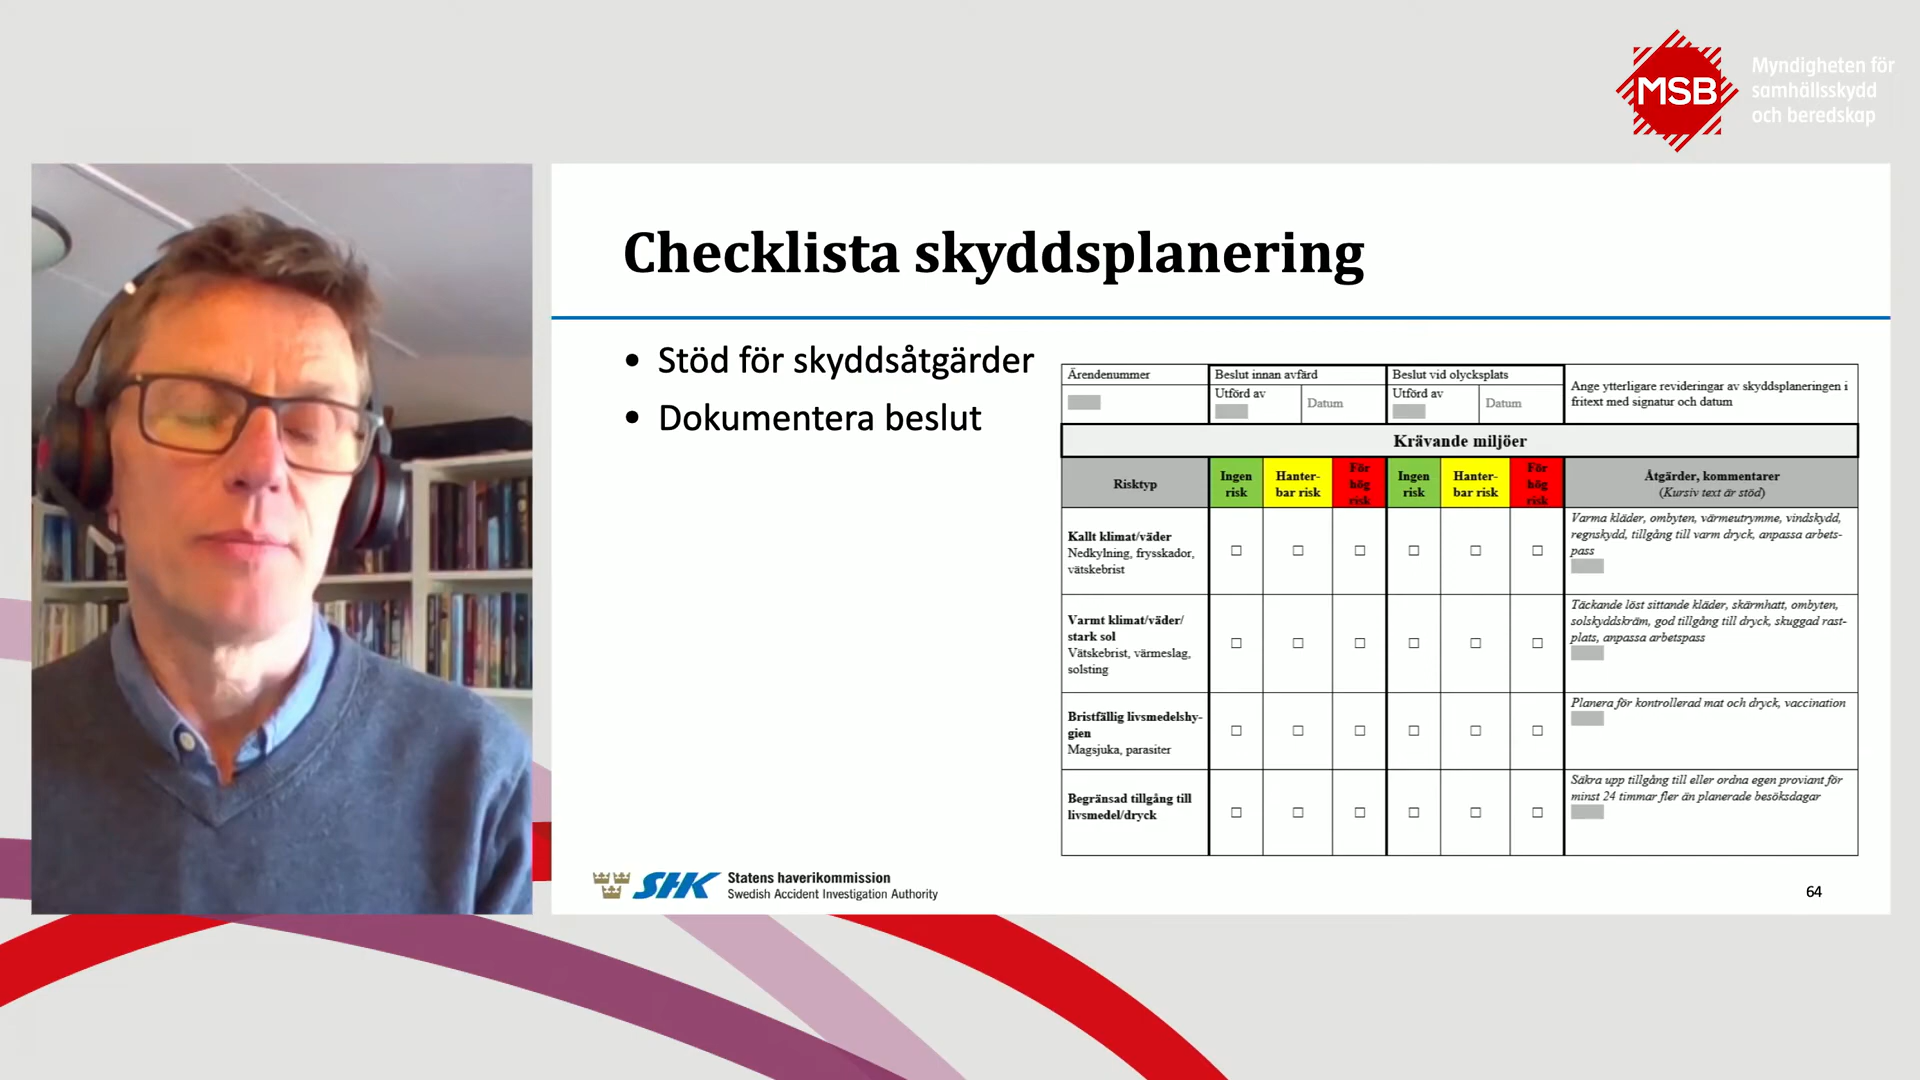 MSB
Myndigheten för
samhällsskydd
och beredskap
Checklista skyddsplanering
• Stöd för skyddsåtgärder
• Dokumentera beslut
Ärendenummer
Beslut innan avfärd
Utförd av
Datum
Beslut vid olycksplats
Utförd av
Datum
Ange ytterligare revideringar av skyddsplaneringen i
fritext med signatur och datum
Krävande miljöer
Risktyp
Ingen
risk
Hanter-
bar risk
För
hög
risk
Ingen
risk
Hanter-
bar risk
För
hög
risk
Åtgärder, kommentarer
(Kursiv text är stöd)
Kallt klimat/väder
Nedkylning, frysskador,
vätskebrist
Varma kläder, ombyten, värmeutrymme, vindskydd,
regnskydd, tillgång till varm dryck, anpassa arbets-
pass
Varmt klimat/väder/
stark sol
Vätskebrist, värmeslag,
solsting
Täckande löst sittande kläder, skärmhatt, ombyten,
solskyddskräm, god tillgång till dryck, skuggad rast-
plats, anpassa arbetspass
Bristfällig livsmedelshy-
gien
Magsjuka, parasiter
Planera för kontrollerad mat och dryck, vaccination
Begränsad tillgång till
livsmedel/dryck
Säkra upp tillgång till eller ordna egen proviant för
minst 24 timmar fler än planerade besöksdagar
SHK
Statens haverikommission
Swedish Accident Investigation Authority
64